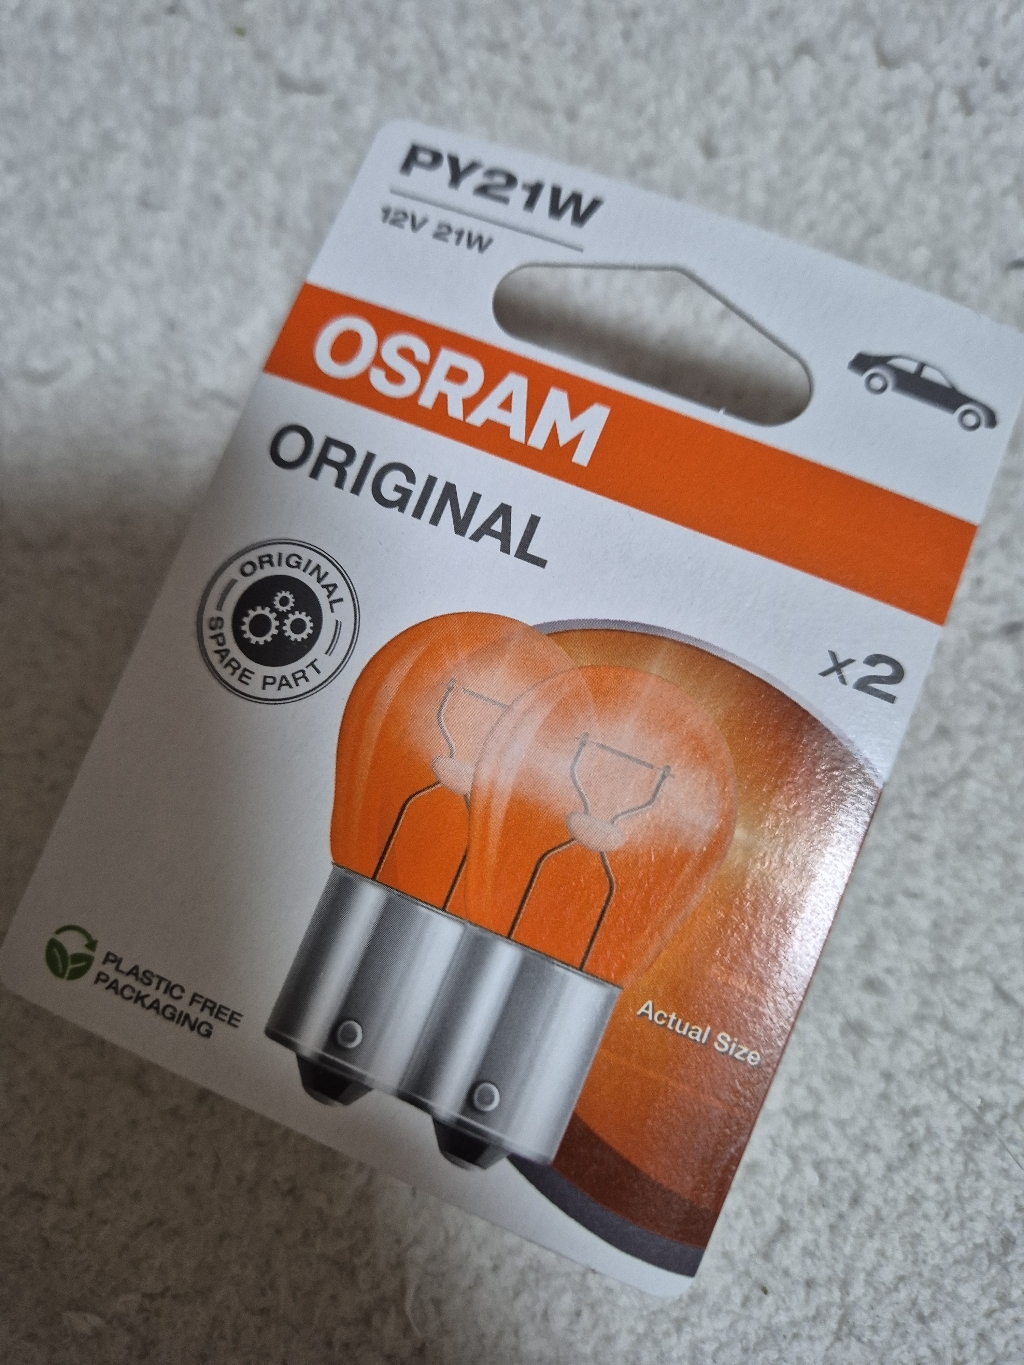 PY21W
12V 21W
OSRAM
ORIGINAL
ORIGINAL
SPARE PART
x2
Actual Size
PLASTIC FREE
PACKAGING